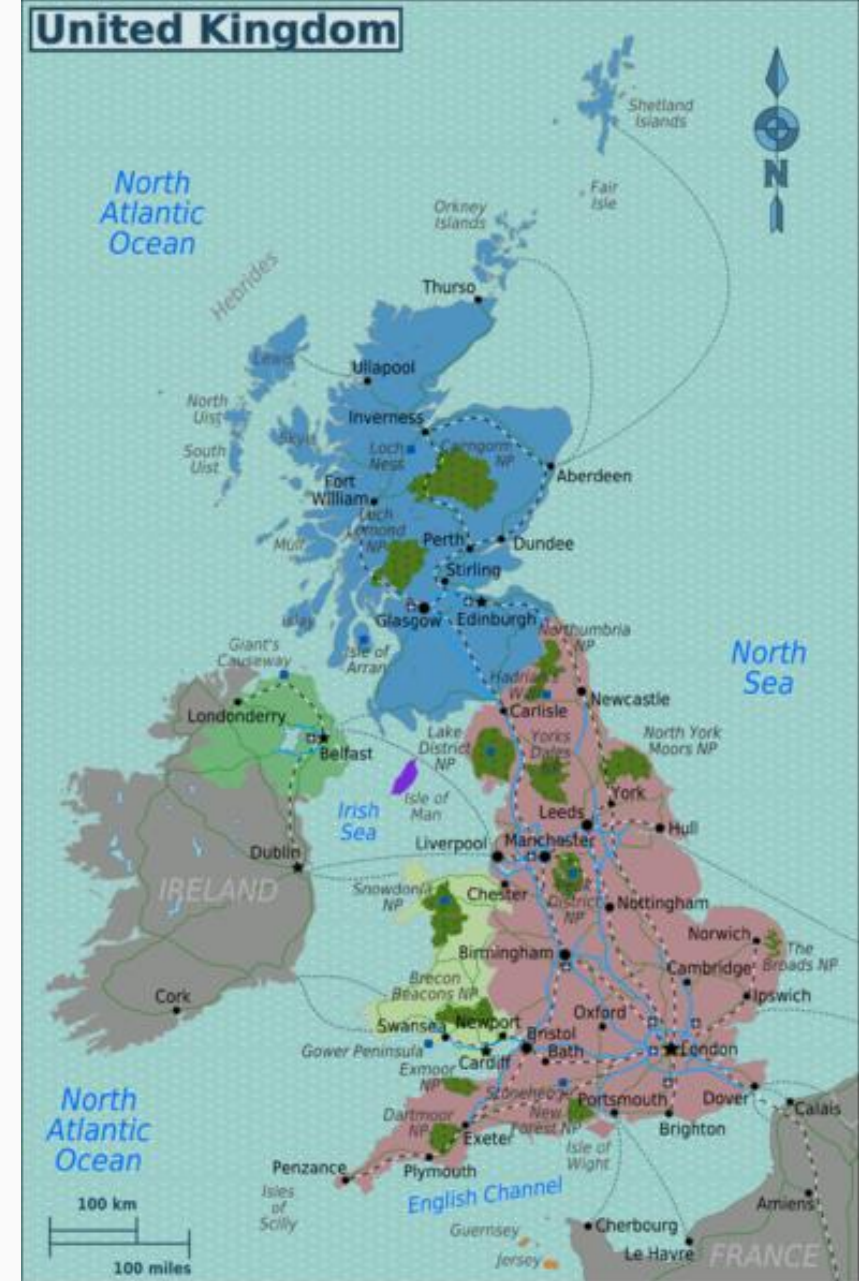 United Kingdom
Shetland
Islands
North
Atlantic
Ocean
Fair
Isle
Orkney
Islands
N
Hebrides
Thurso
Lewis
Ullapool
North
Uist
Inverness
Skye
Loch
Ness
Cairngorm
NP
South
Uist
Aberdeen
Fort
William
Loch
Lomond
NP
Perth
Dundee
Mull
Stirling
Glasgow
Edinburgh
Islay
Northumbria
NP
Giant's
Causeway
Isle of
Arran
North
Sea
Hadrian's
Wall
Newcastle
Londonderry
Carlisle
Lake
District
NP
Yorks
Dales
North York
Moors NP
Belfast
Isle of
Man
York
Irish
Sea
Leeds
Hull
Liverpool
Manchester
Dublin
IRELAND
Snowdonia
NP
Chester
District
NP
Nottingham
Norwich
The
Broads NP
Birmingham
Cambridge
Brecon
Beacons NP
Ipswich
Cork
Oxford
Swansea
Newport
Bristol
London
Gower Peninsula
Cardiff
Bath
Exmoor
NP
Stonehenge
Portsmouth
Dover
Calais
North
Atlantic
Ocean
Dartmoor
NP
New
Forest NP
Brighton
Exeter
Isle of
Wight
Penzance
Plymouth
Isles
of
Scilly
English Channel
Amiens
100 km
Guernsey
Cherbourg
Jersey
Le Havre
FRANCE
100 miles